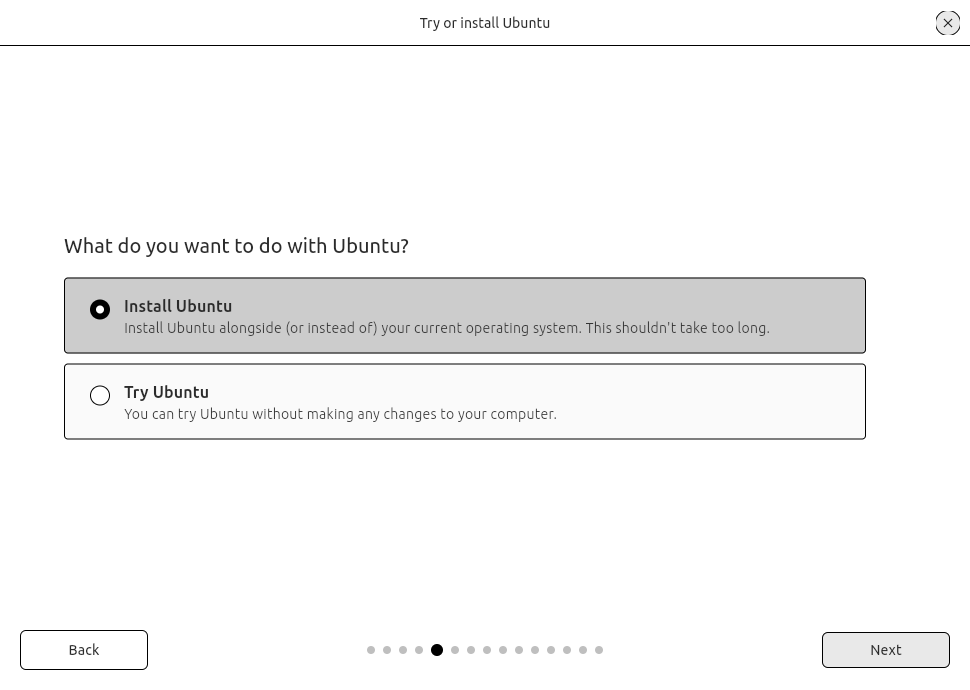 Try or install Ubuntu
What do you want to do with Ubuntu?
Install Ubuntu
Install Ubuntu alongside (or instead of) your current operating system. This shouldn't take too long.
Try Ubuntu
You can try Ubuntu without making any changes to your computer.
Back
Next